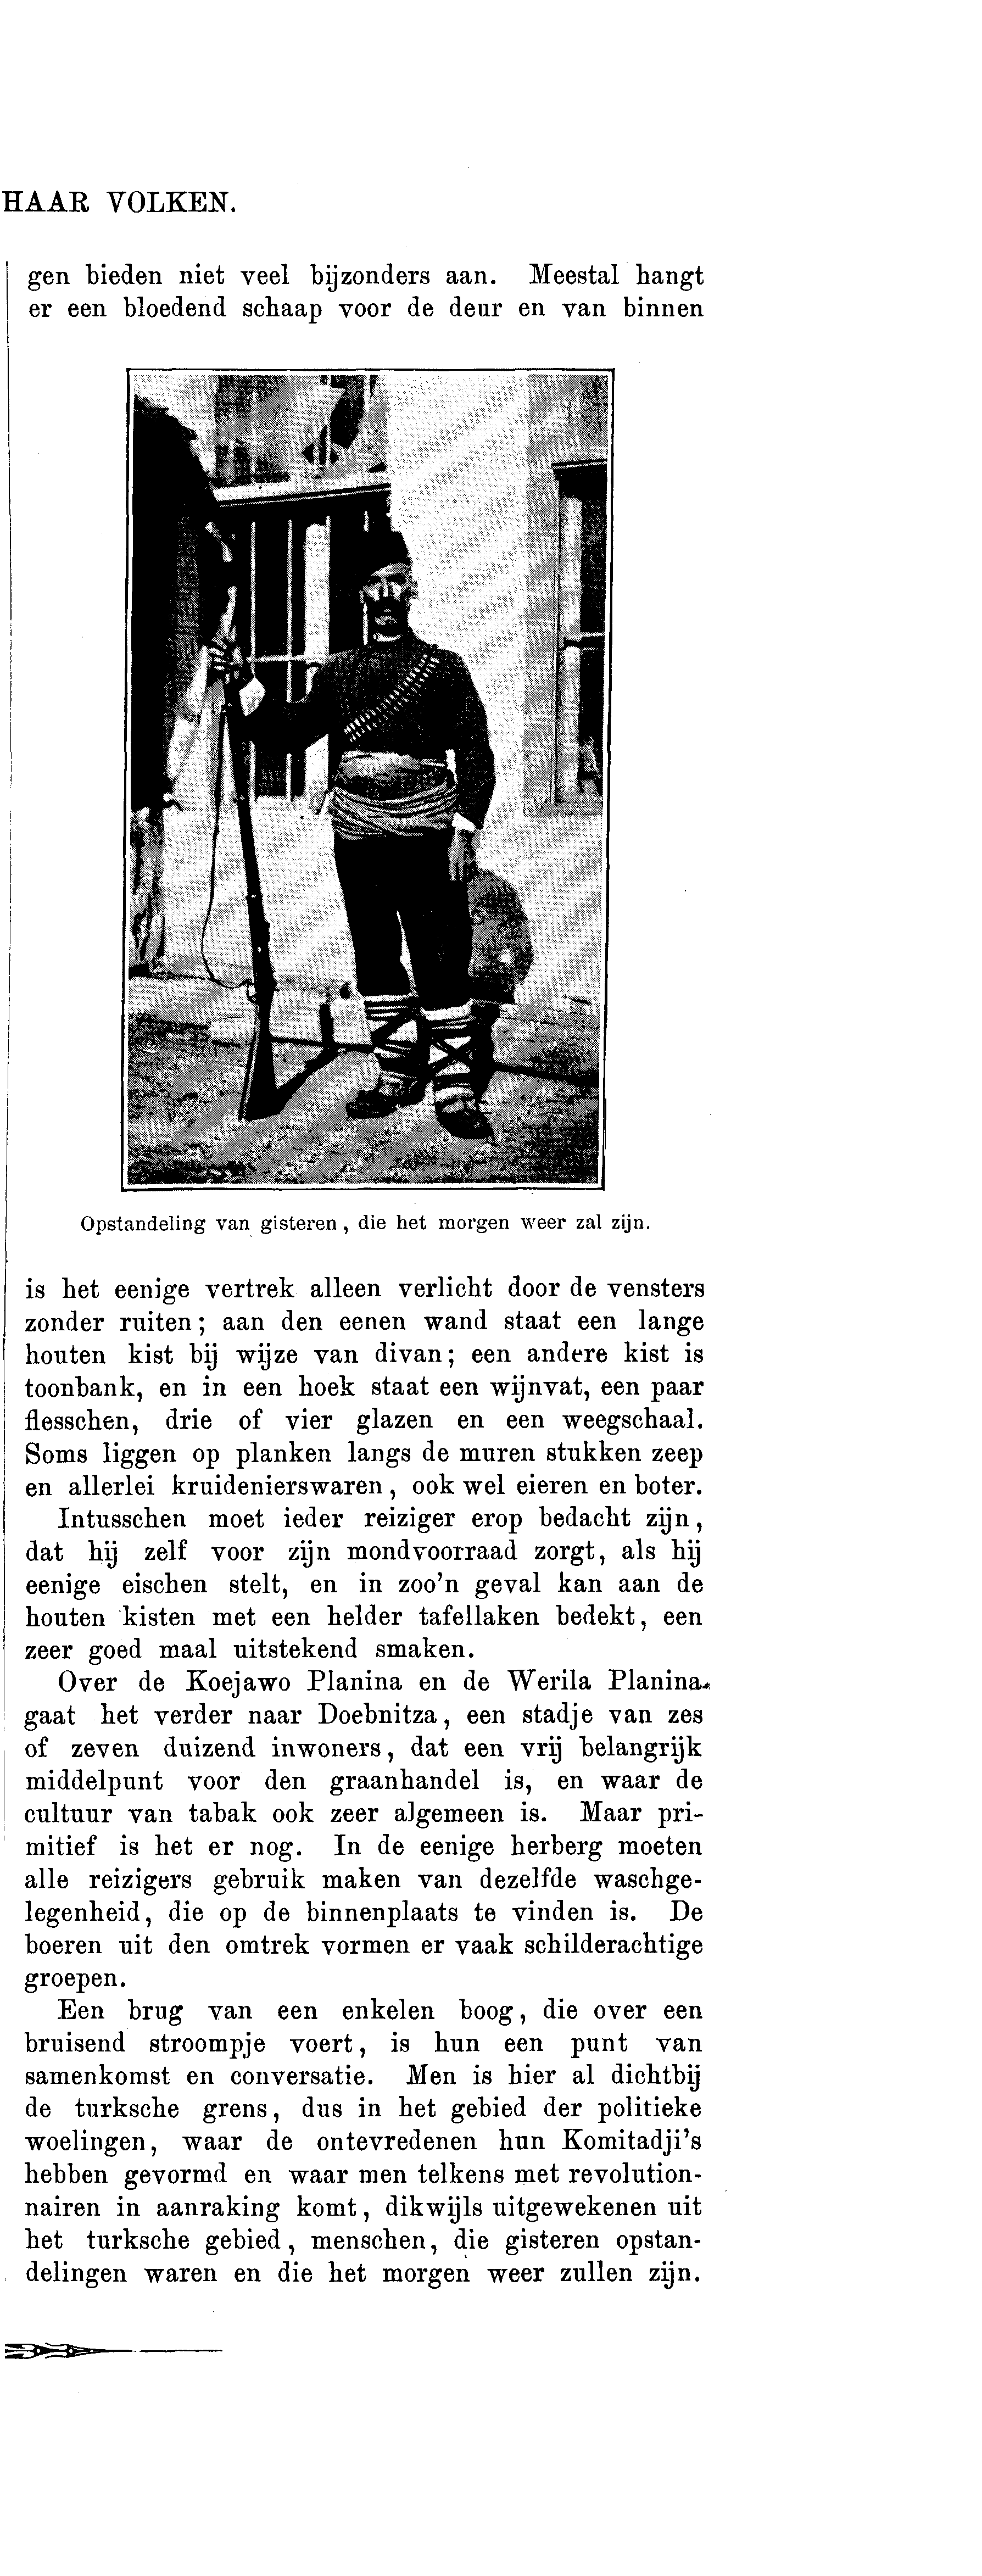 HAAR VOLKEN.
gen bieden niet veel bijzonders aan. Meestal hangt
er een bloedend schaap voor de deur en van binnen
Opstandeling van gisteren, die het morgen weer zal zijn.
is het eenige vertrek alleen verlicht door de vensters
zonder ruiten; aan den eenen wand staat een lange
houten kist bij wijze van divan; een andere kist is
toonbank, en in een hoek staat een wijnvat, een paar
flesschen, drie of vier glazen en een weegschaal.
Soms liggen op planken langs de muren stukken zeep
en allerlei kruidenierswaren, ook wel eieren en boter.
Intusschen moet ieder reiziger erop bedacht zijn,
dat hij zelf voor zijn mondvoorraad zorgt, als hij
eenige eischen stelt, en in zoo'n geval kan aan de
houten kisten met een helder tafellaken bedekt, een
zeer goed maal uitstekend smaken.
Over de Koejawo Planina en de Werila Planina
gaat het verder naar Doebnitza, een stadje van zes
of zeven duizend inwoners, dat een vrij belangrijk
middelpunt voor den graanhandel is, en waar de
cultuur van tabak ook zeer algemeen is. Maar pri-
mitief is het er nog. In de eenige herberg moeten
alle reizigers gebruik maken van dezelfde waschge-
legenheid, die op de binnenplaats te vinden is. De
boeren uit den omtrek vormen er vaak schilderachtige
groepen.
Een brug van een enkelen boog, die over een
bruisend stroompje voert, is hun een punt van
samenkomst en conversatie. Men is hier al dichtbij
de turksche grens, dus in het gebied der politieke
woelingen, waar de ontevredenen hun Komitadji's
hebben gevormd en waar men telkens met revolution-
nairen in aanraking komt, dikwijls uitgewekenen uit
het turksche gebied, menschen, die gisteren opstan-
delingen waren en die het morgen weer zullen zijn.